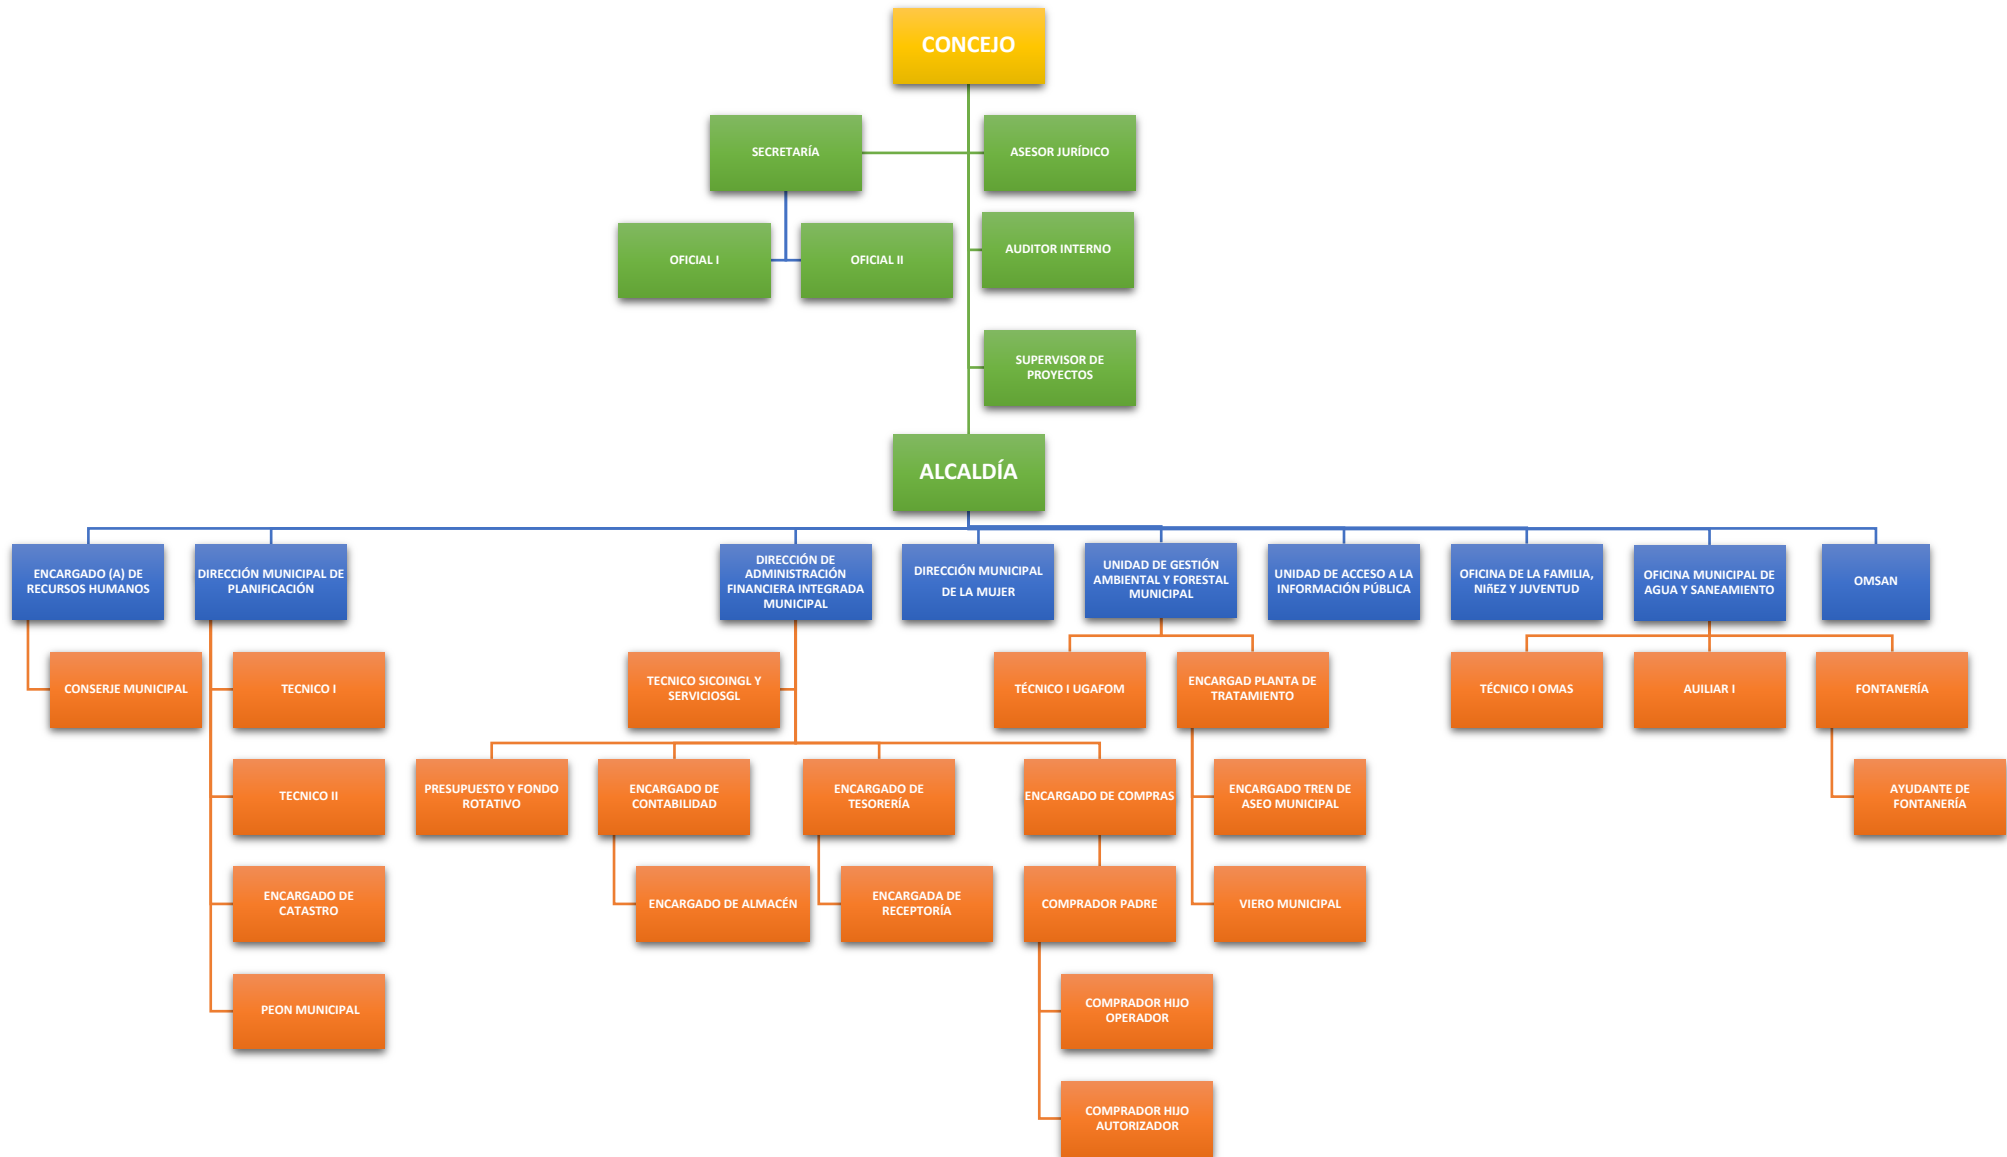 CONCEJO
SECRETARÍA
ASESOR JURÍDICO
OFICIAL I
OFICIAL II
AUDITOR INTERNO
SUPERVISOR DE
PROYECTOS
ALCALDÍA
ENCARGADO (A) DE
RECURSOS HUMANOS
DIRECCIÓN MUNICIPAL DE
PLANIFICACIÓN
DIRECCIÓN DE
ADMINISTRACIÓN
FINANCIERA INTEGRADA
MUNICIPAL
DIRECCIÓN MUNICIPAL
DE LA MUJER
UNIDAD DE GESTIÓN
AMBIENTAL Y FORESTAL
MUNICIPAL
UNIDAD DE ACCESO A LA
INFORMACIÓN PÚBLICA
OFICINA DE LA FAMILIA,
NIñEZ Y JUVENTUD
OFICINA MUNICIPAL DE
AGUA Y SANEAMIENTO
OMSAN
CONSERJE MUNICIPAL
TECNICO I
TECNICO SICOINGL Y
SERVICIOSGL
TÉCNICO I UGAFOM
ENCARGAD PLANTA DE
TRATAMIENTO
TÉCNICO I OMAS
AUILIAR I
FONTANERÍA
TECNICO II
PRESUPUESTO Y FONDO
ROTATIVO
ENCARGADO DE
CONTABILIDAD
ENCARGADO DE
TESORERÍA
ENCARGADO DE COMPRAS
ENCARGADO TREN DE
ASEO MUNICIPAL
AYUDANTE DE
FONTANERÍA
ENCARGADO DE
CATASTRO
ENCARGADO DE ALMACÉN
ENCARGADA DE
RECEPTORÍA
COMPRADOR PADRE
VIERO MUNICIPAL
PEON MUNICIPAL
COMPRADOR HIJO
OPERADOR
COMPRADOR HIJO
AUTORIZADOR